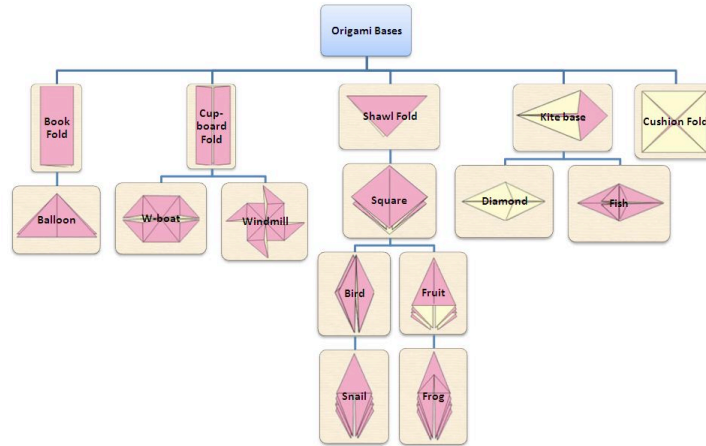 Origami Bases
Book
Fold
Cup-
board
Fold
Shawl Fold
Kite base
Cushion Fold
Balloon
W-boat
Windmill
Square
Diamond
Fish
Bird
Fruit
Snail
Frog